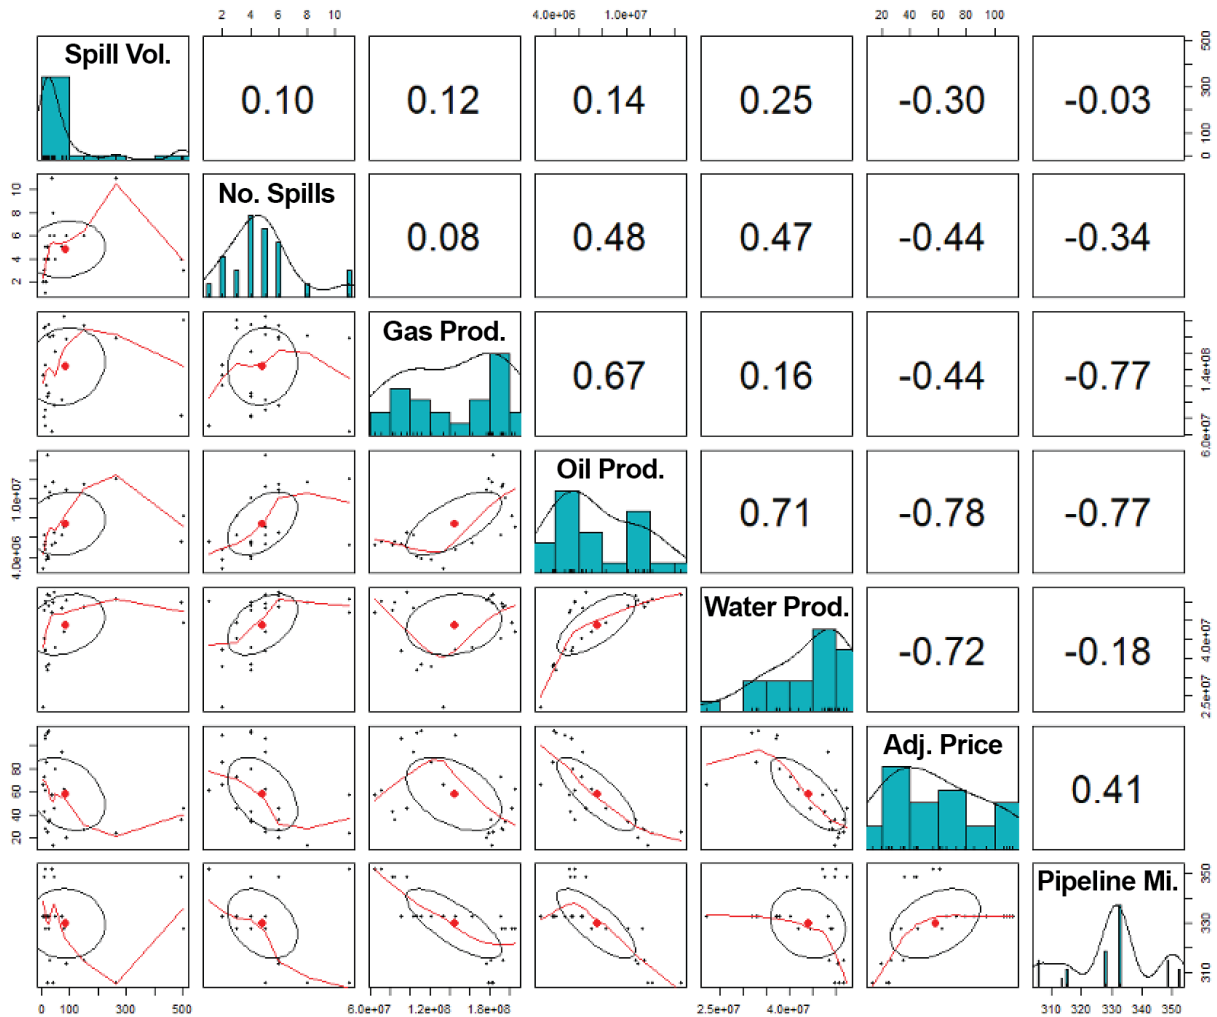 2 4 6 8 10 4.0e+06 1.0e+07 20 40 60 80 100
Spill Vol. 0.10 0.12 0.14 0.25 -0.30 -0.03 0 100 300 500
2 4 6 8 10 No. Spills 0.08 0.48 0.47 -0.44 -0.34
Gas Prod. 0.67 0.16 -0.44 -0.77 6.0e+07 1.4e+08
4.0e+06 1.0e+07 Oil Prod. 0.71 -0.78 -0.77
Water Prod. -0.72 -0.18 2.5e+07 4.0e+07
20 40 60 80 Adj. Price 0.41
Pipeline Mi. 310 330 350
0 100 300 500 6.0e+07 1.2e+08 1.8e+08 2.5e+07 4.0e+07 310 320 330 340 350